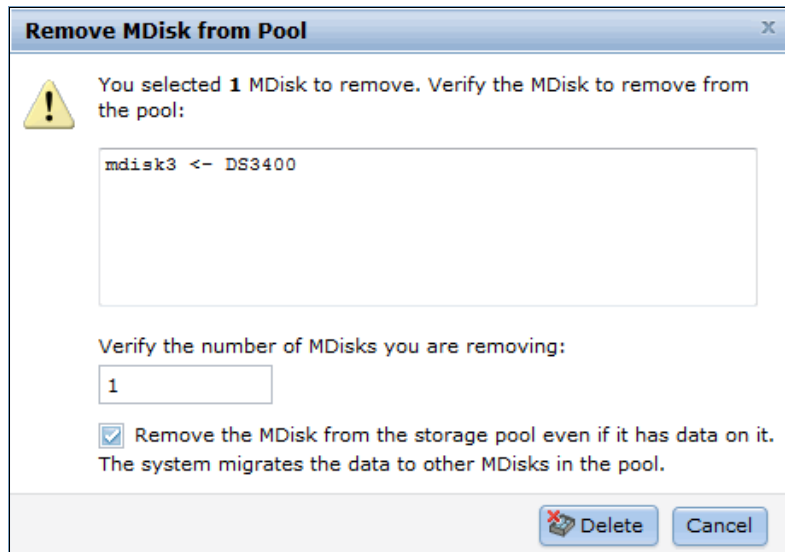 Remove MDisk from Pool
x
You selected 1 MDisk to remove. Verify the MDisk to remove from
the pool:
mdisk3 <- DS3400
Verify the number of MDisks you are removing:
1
Remove the MDisk from the storage pool even if it has data on it.
The system migrates the data to other MDisks in the pool.
Delete
Cancel